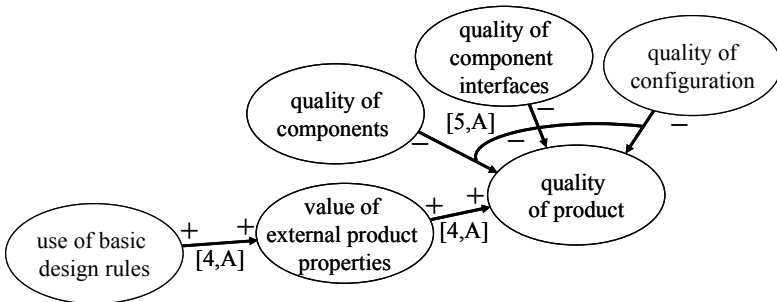 quality of
component
interfaces
quality of
configuration
quality of
components
[5,A]
–
–
–
–
quality
of product
value of
external product
properties
+
+
[4,A]
use of basic
design rules
+
+
[4,A]